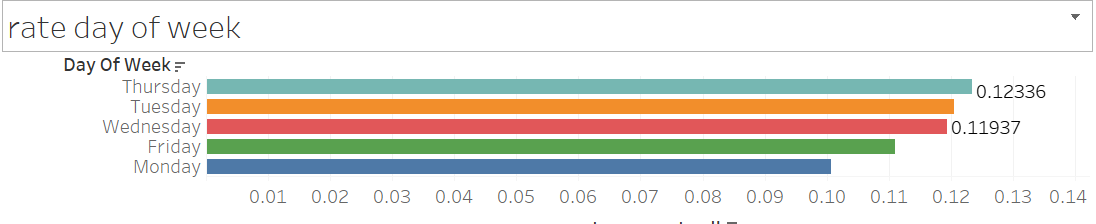 rate day of week
Day Of Week
Thursday
0.12336
Tuesday
Wednesday
0.11937
Friday
Monday
0.01 0.02 0.03 0.04 0.05 0.06 0.07 0.08 0.09 0.10 0.11 0.12 0.13 0.14